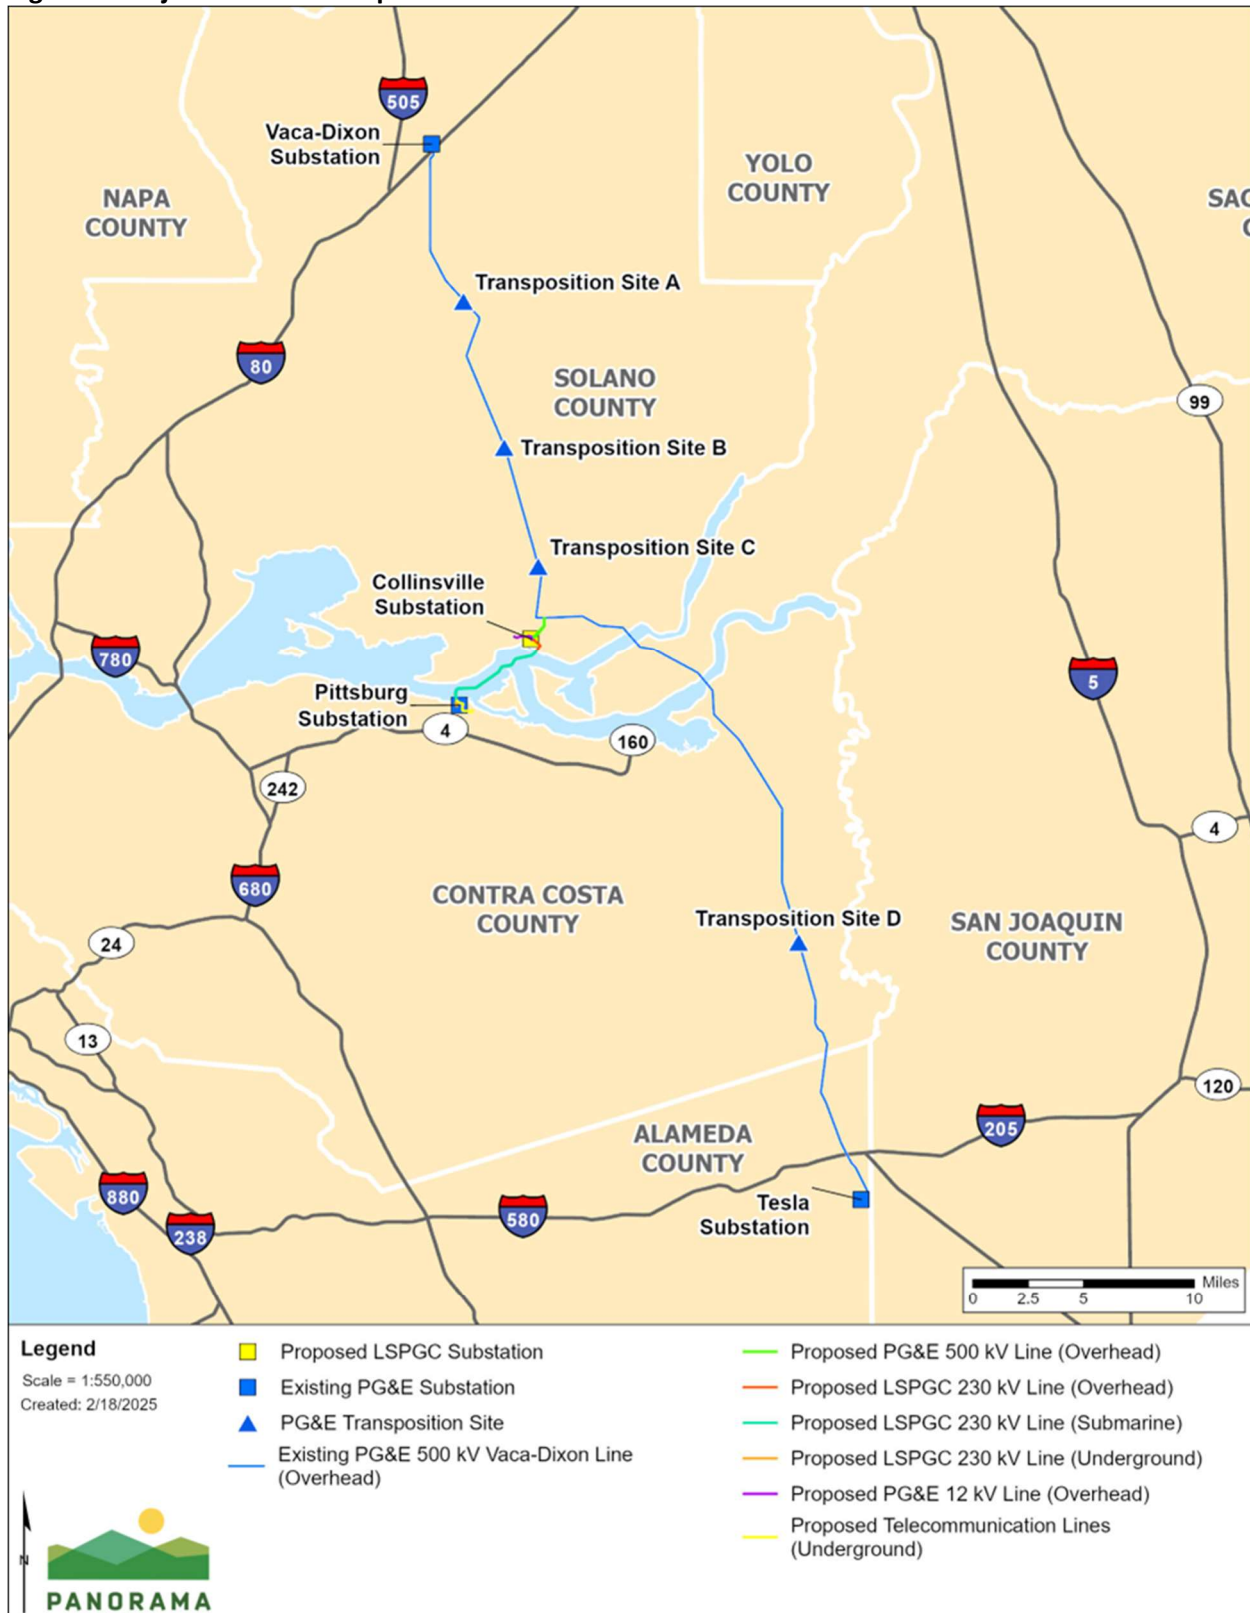 505
Vaca-Dixon
Substation
YOLO
COUNTY
NAPA
COUNTY
Transposition Site A
80
SOLANO
COUNTY
99
Transposition Site B
Transposition Site C
Collinsville
Substation
780
5
Pittsburg
Substation
4
160
242
4
680
CONTRA COSTA
COUNTY
Transposition Site D
SAN JOAQUIN
COUNTY
24
13
120
205
ALAMEDA
COUNTY
880
Tesla
Substation
580
238
Miles
0 2.5 5 10
Legend
Scale = 1:550,000
Created: 2/18/2025
Proposed LSPGC Substation
Existing PG&E Substation
PG&E Transposition Site
Existing PG&E 500 kV Vaca-Dixon Line
(Overhead)
Proposed PG&E 500 kV Line (Overhead)
Proposed LSPGC 230 kV Line (Overhead)
Proposed LSPGC 230 kV Line (Submarine)
Proposed LSPGC 230 kV Line (Underground)
Proposed PG&E 12 kV Line (Overhead)
Proposed Telecommunication Lines
(Underground)
N
PANORAMA